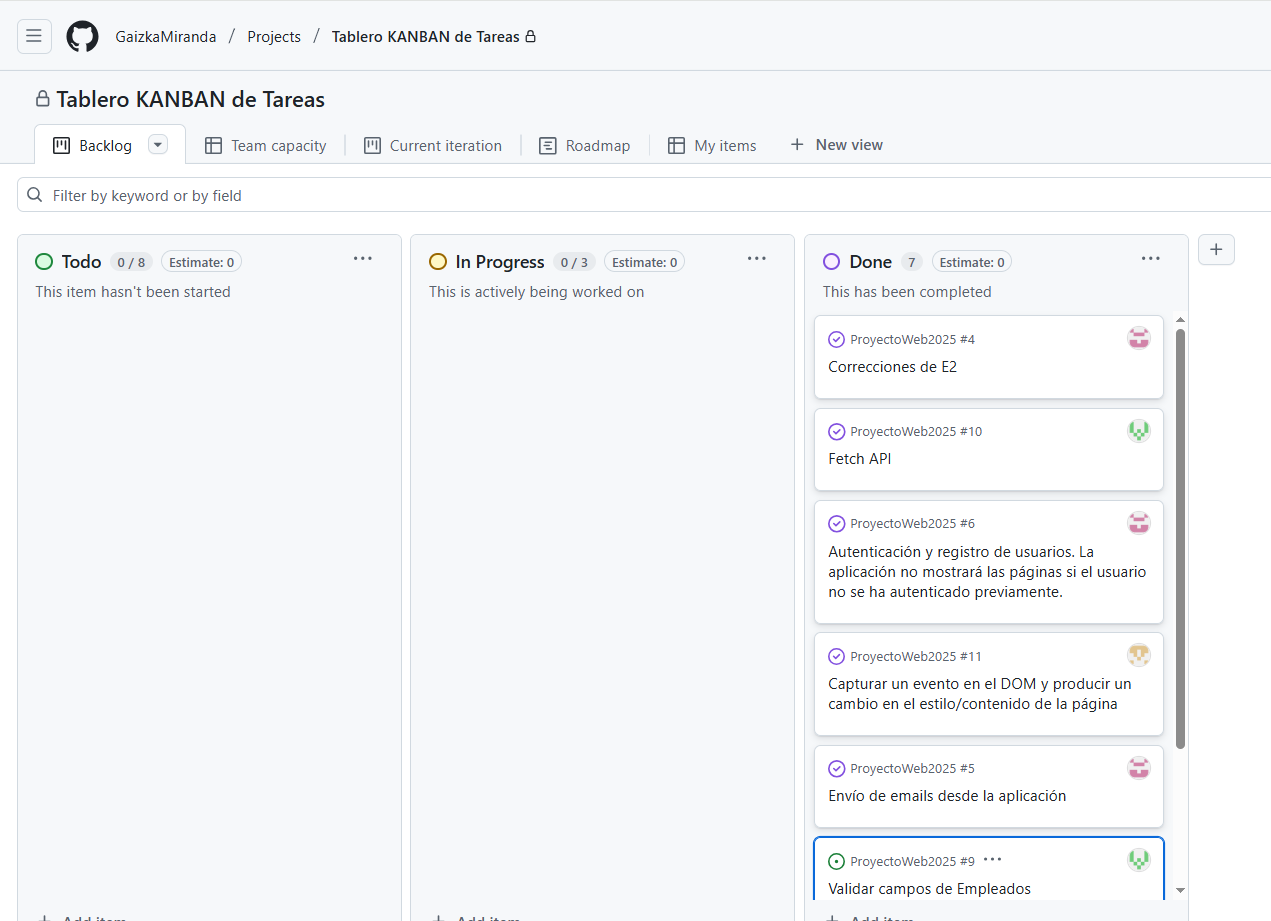 GaizkaMiranda / Projects / Tablero KANBAN de Tareas
Tablero KANBAN de Tareas
Backlog Team capacity Current iteration Roadmap My items + New view
Filter by keyword or by field
Todo 0 / 8 Estimate: 0
This item hasn't been started
In Progress 0 / 3 Estimate: 0
This is actively being worked on
Done 7 Estimate: 0
This has been completed
ProyectoWeb2025 #4
Correcciones de E2
ProyectoWeb2025 #10
Fetch API
ProyectoWeb2025 #6
Autenticación y registro de usuarios. La
aplicación no mostrará las páginas si el usuario
no se ha autenticado previamente.
ProyectoWeb2025 #11
Capturar un evento en el DOM y producir un
cambio en el estilo/contenido de la página
ProyectoWeb2025 #5
Envío de emails desde la aplicación
ProyectoWeb2025 #9
Validar campos de Empleados
+ Add item
+ Add item
+ Add item